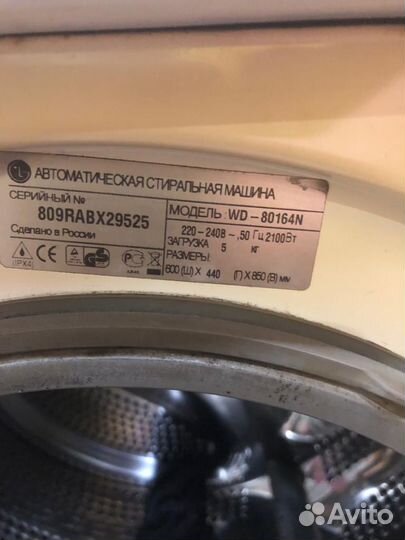 LG АВТОМАТИЧЕСКАЯ СТИРАЛЬНАЯ МАШИНА
СЕРИЙНЫЙ №
809RABX29525
Сделано в России
МОДЕЛЬ: WD-80164N
220-240В~,50 Гц 2100Вт
ЗАГРУЗКА 5 кг
РАЗМЕРЫ:
600 (Ш) X 440 (Г) X 850 (В) мм
(IPX4)
Avito